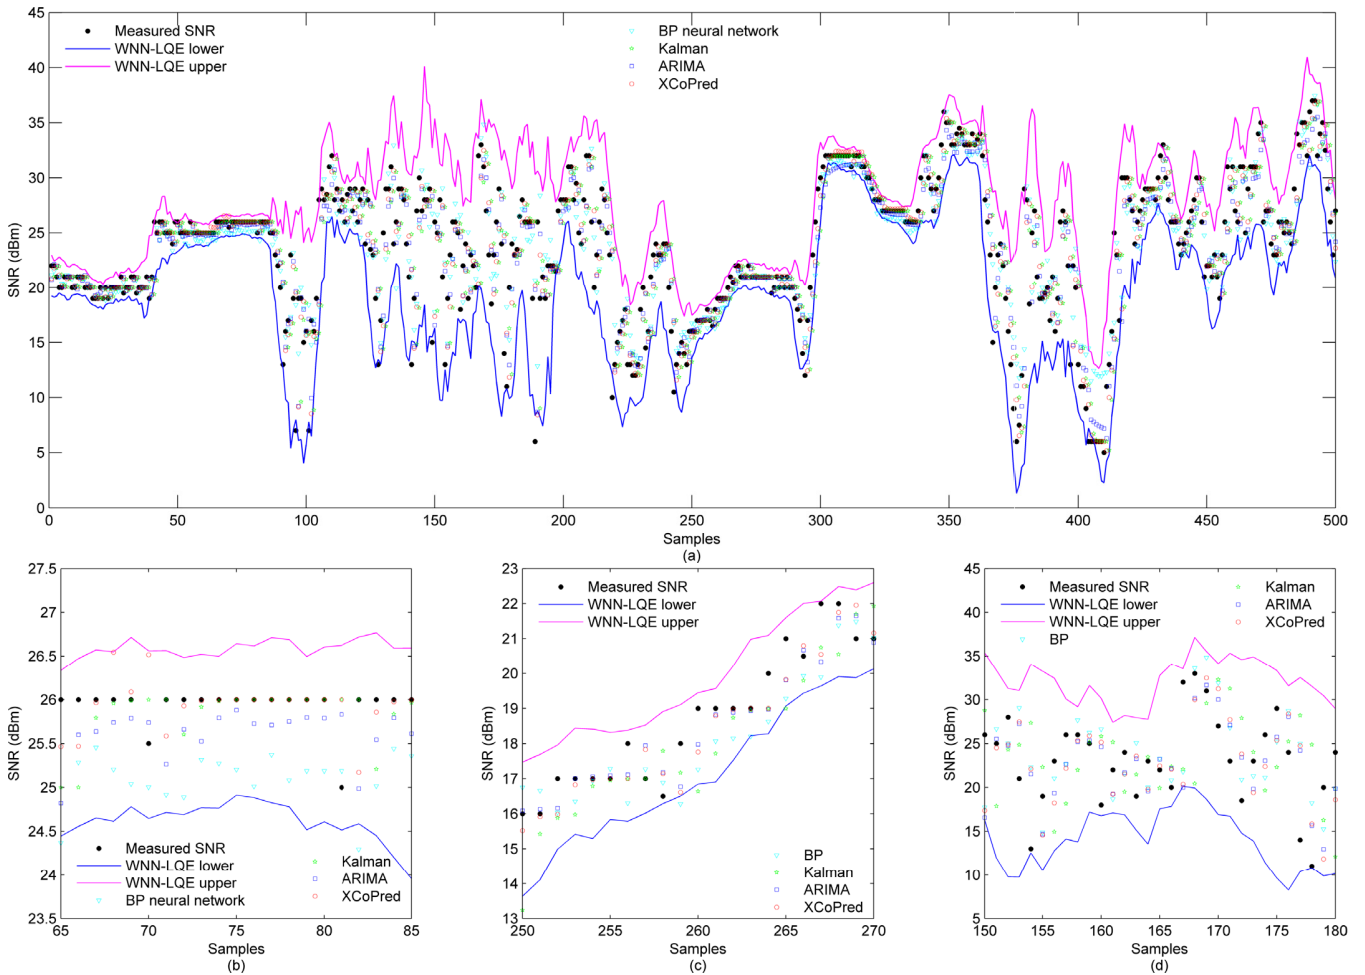 45
40
35
30
25
20
15
10
5
0
SNR (dBm)
Measured SNR
WNN-LQE lower
WNN-LQE upper
BP neural network
Kalman
ARIMA
XCoPred
0 50 100 150 200 250 300 350 400 450 500
Samples
(a)
27.5
27
26.5
26
25.5
25
24.5
24
23.5
SNR (dBm)
Measured SNR
WNN-LQE lower
WNN-LQE upper
BP neural network
Kalman
ARIMA
XCoPred
65 70 75 80 85
Samples
(b)
23
22
21
20
19
18
17
16
15
14
13
SNR (dBm)
Measured SNR
WNN-LQE lower
WNN-LQE upper
BP
Kalman
ARIMA
XCoPred
250 255 260 265 270
Samples
(c)
45
40
35
30
25
20
15
10
5
SNR (dBm)
Measured SNR
WNN-LQE lower
WNN-LQE upper
BP
Kalman
ARIMA
XCoPred
150 155 160 165 170 175 180
Samples
(d)